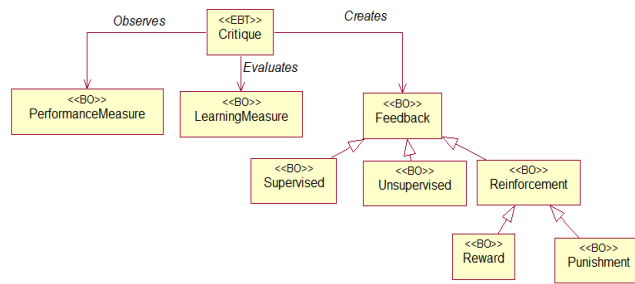 Observes
<<EBT>>
Critique
Creates
Evaluates
<<BO>>
PerformanceMeasure
<<BO>>
LearningMeasure
<<BO>>
Feedback
<<BO>>
Supervised
<<BO>>
Unsupervised
<<BO>>
Reinforcement
<<BO>>
Reward
<<BO>>
Punishment